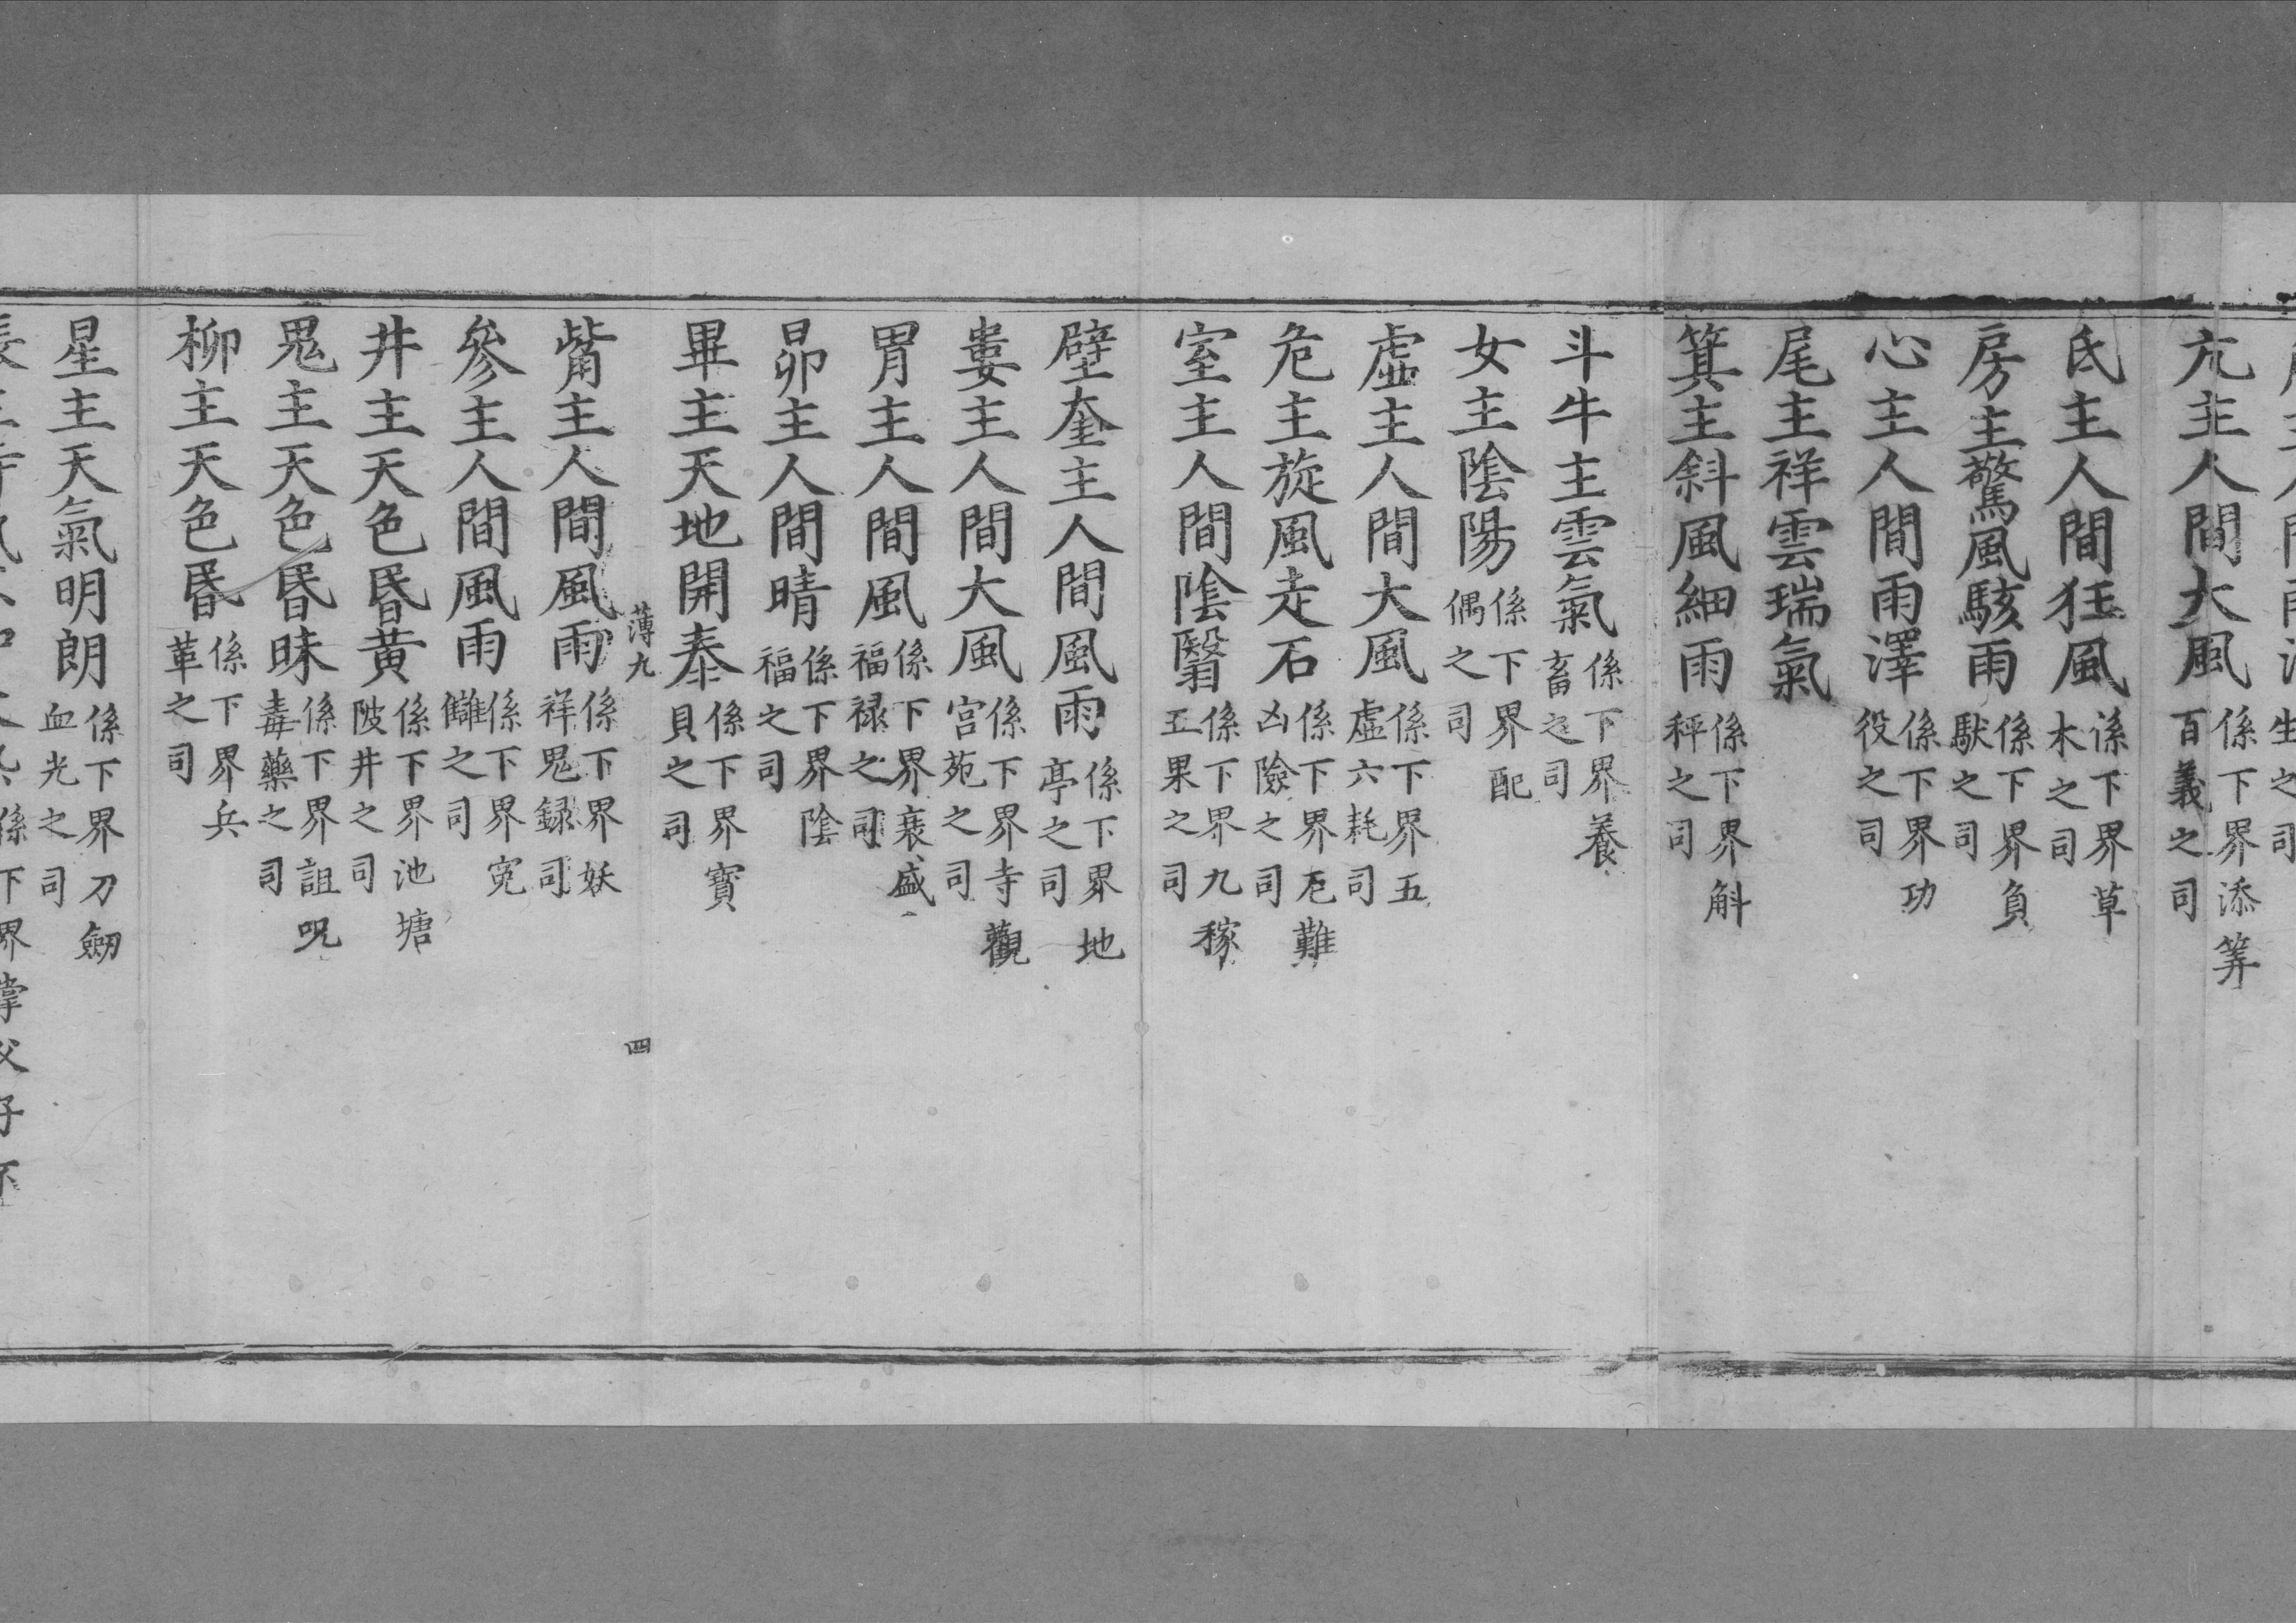 亢主人間大風係下界添筭百義之司
氐主人間狂風係下界草木之司
房主驚風駭雨係下界負馱之司
心主人間雨澤係下界功役之司
尾主祥雲瑞氣
箕主斜風細雨係下界斛秤之司
斗牛主雲氣係下界養畜之司
女主陰陽係下界配偶之司
虛主人間大風係下界五虛六耗司
危主旋風走石係下界厄難凶險之司
室主人間陰翳係下界九稼五果之司
壁奎主人間風雨係下界地亭之司
婁主人間大風係下界寺觀宮苑之司
胃主人間風係下界衰盛福祿之司
昴主人間晴係下界陰福之司
畢主天地開泰係下界寶貝之司
薄九 四
觜主人間風雨係下界妖祥鬼録司
參主人間風雨係下界冤讎之司
井主天色昏黄係下界池塘陂井之司
鬼主天色昏昧係下界詛呪毒藥之司
柳主天色昏係下界兵革之司
星主天氣明朗係下界刀劒血光之司